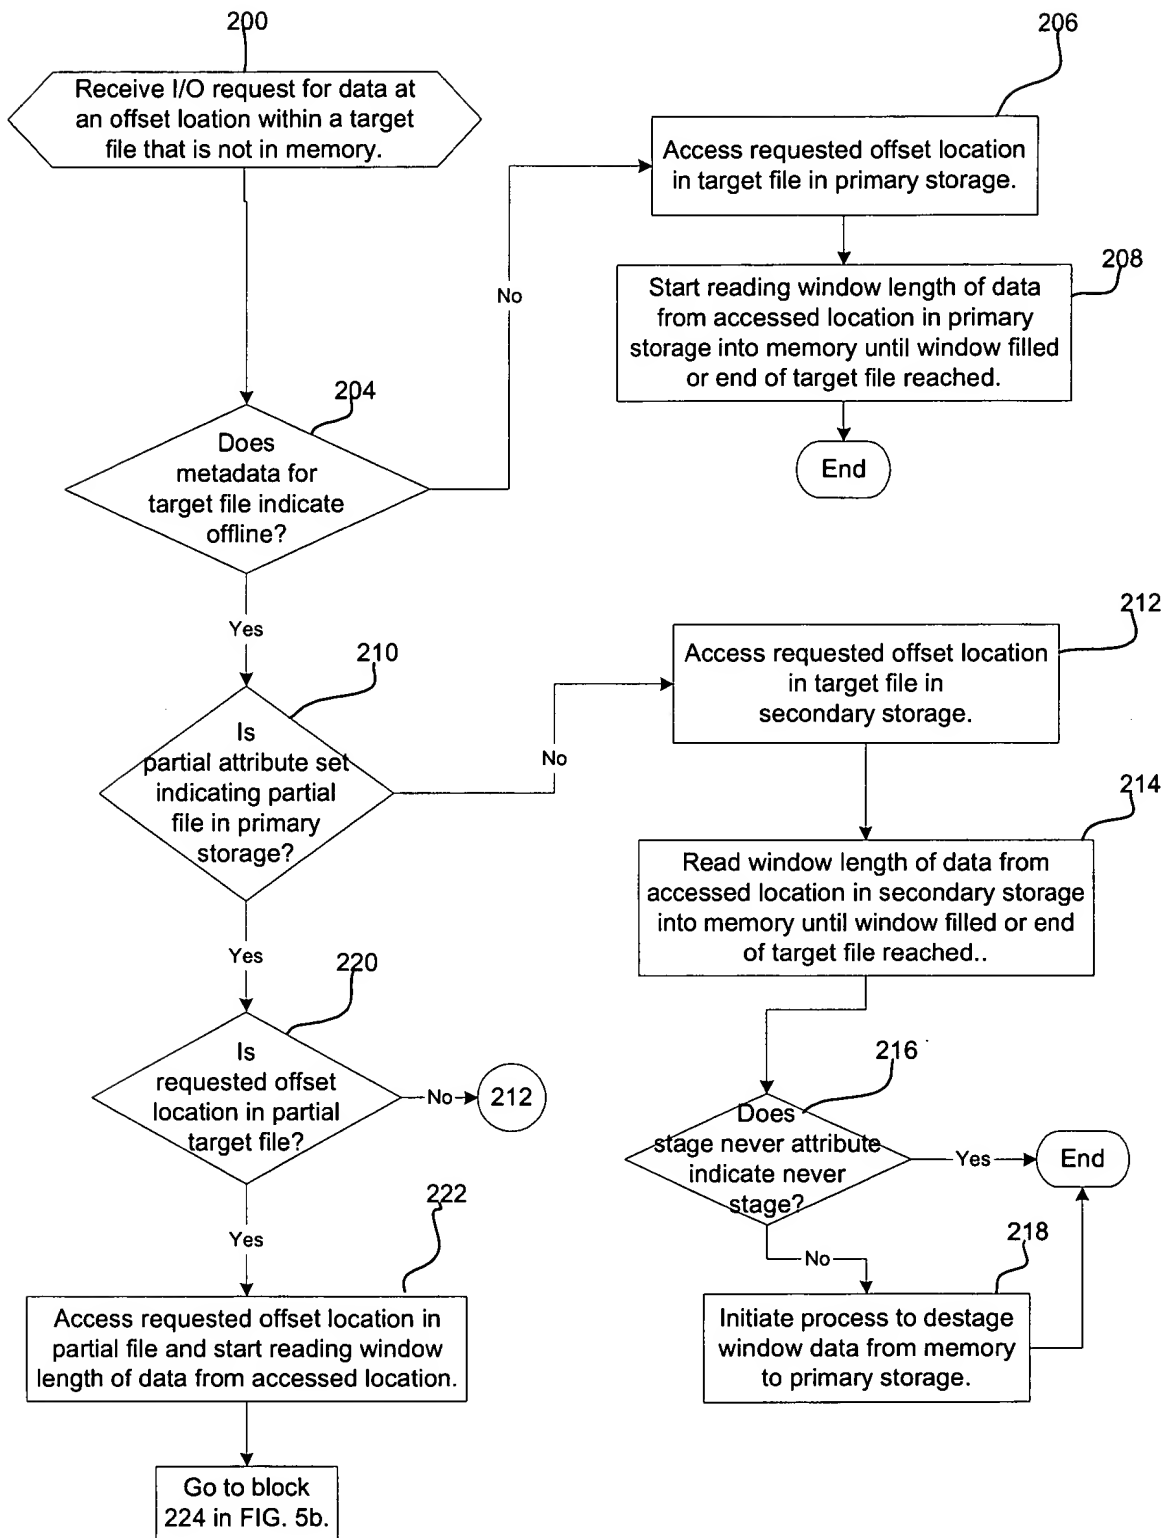 200
Receive I/O request for data at
an offset loation within a target
file that is not in memory.
206
Access requested offset location
in target file in primary storage.
No
208
Start reading window length of data
from accessed location in primary
storage into memory until window filled
or end of target file reached.
End
204
Does
metadata for
target file indicate
offline?
Yes
210
Is
partial attribute set
indicating partial
file in primary
storage?
No
212
Access requested offset location
in target file in
secondary storage.
214
Read window length of data from
accessed location in secondary storage
into memory until window filled or end
of target file reached..
Yes
220
Is
requested offset
location in partial
target file?
No
212
216
Does
stage never attribute
indicate never
stage?
Yes
End
No
218
Initiate process to destage
window data from memory
to primary storage.
Yes
222
Access requested offset location in
partial file and start reading window
length of data from accessed location.
Go to block
224 in FIG. 5b.